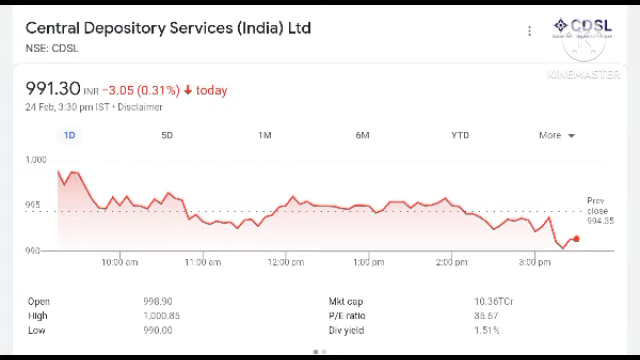 Central Depository Services (India) Ltd
NSE: CDSL
CDSL
KINEMASTER
991.30 INR −3.05 (0.31%) ↓ today
24 Feb, 3:30 pm IST • Disclaimer
1D 5D 1M 6M YTD More
1,000
995
990
Prev
close
994.35
10:00 am 11:00 am 12:00 pm 1:00 pm 2:00 pm 3:00 pm
Open 998.90 Mkt cap 10.36TCr
High 1,000.85 P/E ratio 35.67
Low 990.00 Div yield 1.51%